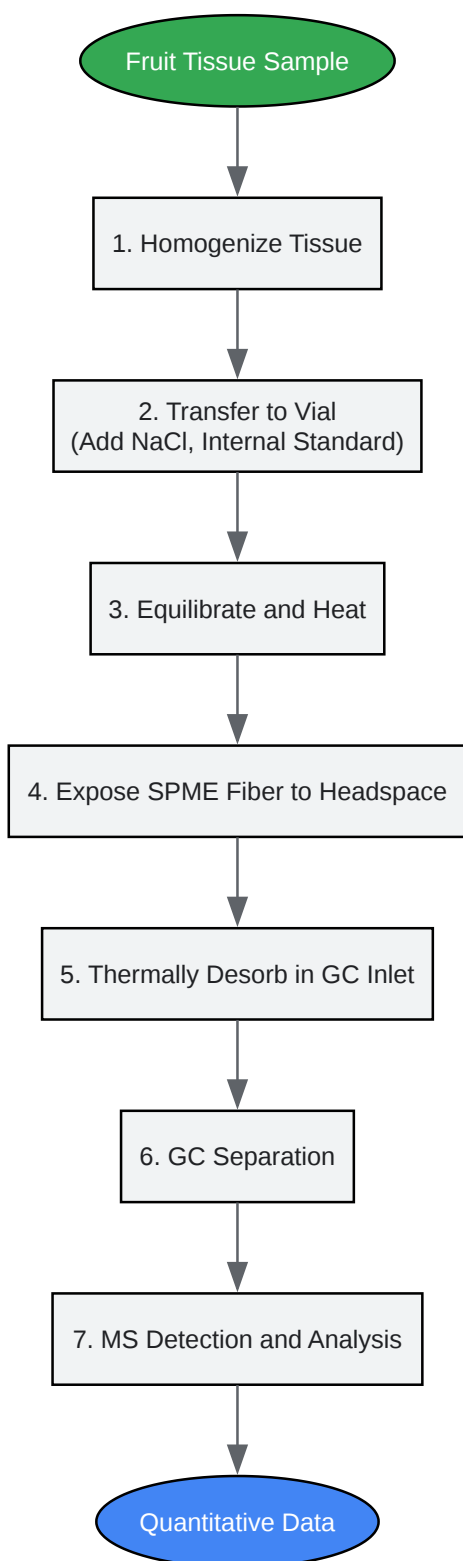 Fruit Tissue Sample
1. Homogenize Tissue
2. Transfer to Vial
(Add NaCl, Internal Standard)
3. Equilibrate and Heat
4. Expose SPME Fiber to Headspace
5. Thermally Desorb in GC Inlet
6. GC Separation
7. MS Detection and Analysis
Quantitative Data